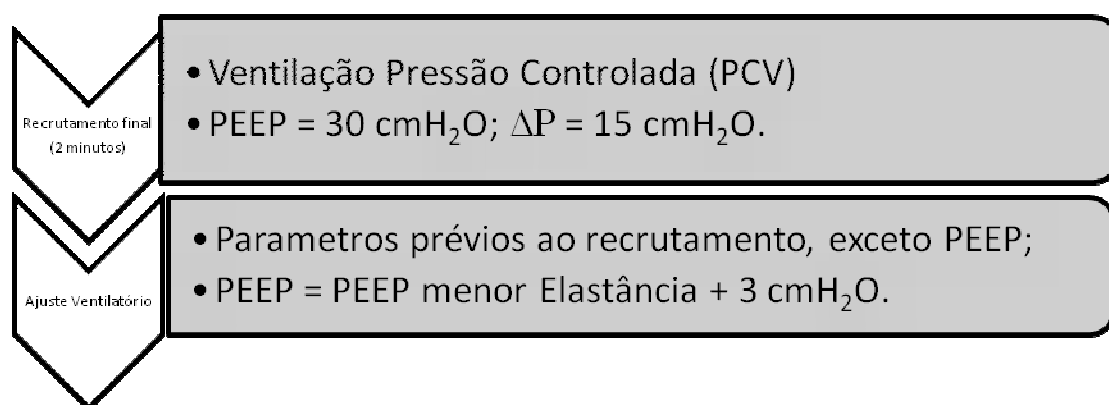 Recrutamento final
(2 minutos)
• Ventilação Pressão Controlada (PCV)
• PEEP = 30 cmH₂O; ΔP = 15 cmH₂O.
Ajuste Ventilatório
• Parametros prévios ao recrutamento, exceto PEEP;
• PEEP = PEEP menor Elastância + 3 cmH₂O.